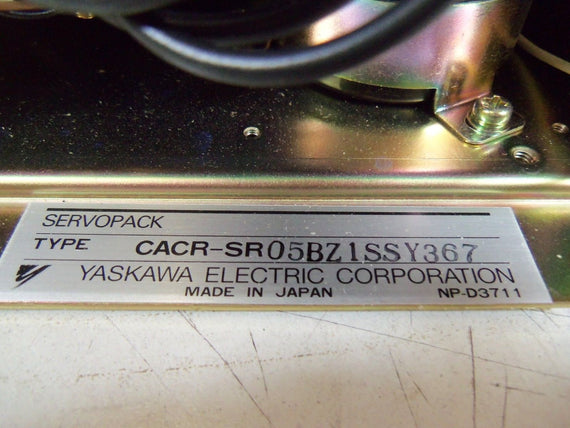 SERVOPACK
TYPE CACR-SR05BZ1SSY367
YASKAWA ELECTRIC CORPORATION
MADE IN JAPAN NP-D3711